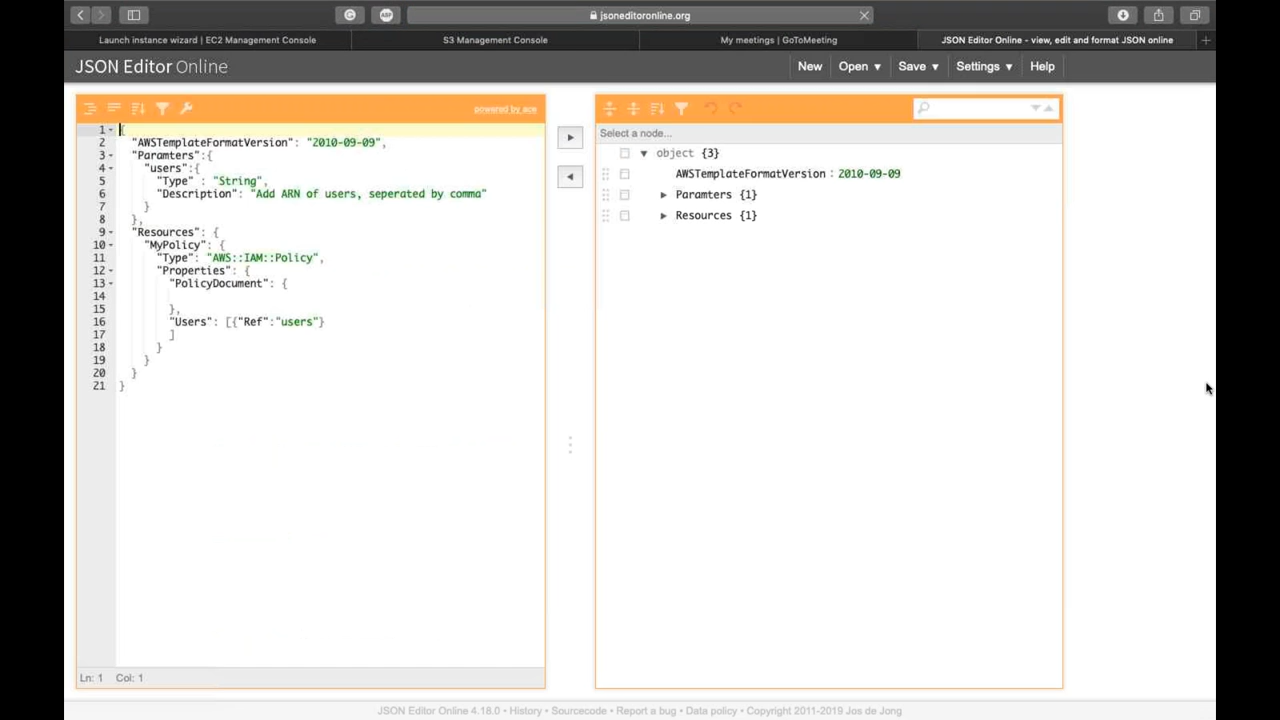 jsoneditoronline.org
Launch instance wizard | EC2 Management Console
S3 Management Console
My meetings | GoToMeeting
JSON Editor Online - view, edit and format JSON online
JSON Editor Online
New
Open ▾
Save ▾
Settings ▾
Help
powered by ace
1 {
2 "AWSTemplateFormatVersion": "2010-09-09",
3 "Paramters":{
4 "users":{
5 "Type" : "String",
6 "Description": "Add ARN of users, seperated by comma"
7 }
8 },
9 "Resources": {
10 "MyPolicy": {
11 "Type": "AWS::IAM::Policy",
12 "Properties": {
13 "PolicyDocument": {
14
15 },
16 "Users": [{"Ref":"users"}
17 ]
18 }
19 }
20 }
21 }
Ln: 1 Col: 1
Select a node...
object {3}
AWSTemplateFormatVersion : 2010-09-09
Paramters {1}
Resources {1}
JSON Editor Online 4.18.0 • History • Sourcecode • Report a bug • Data policy • Copyright 2011-2019 Jos de Jong